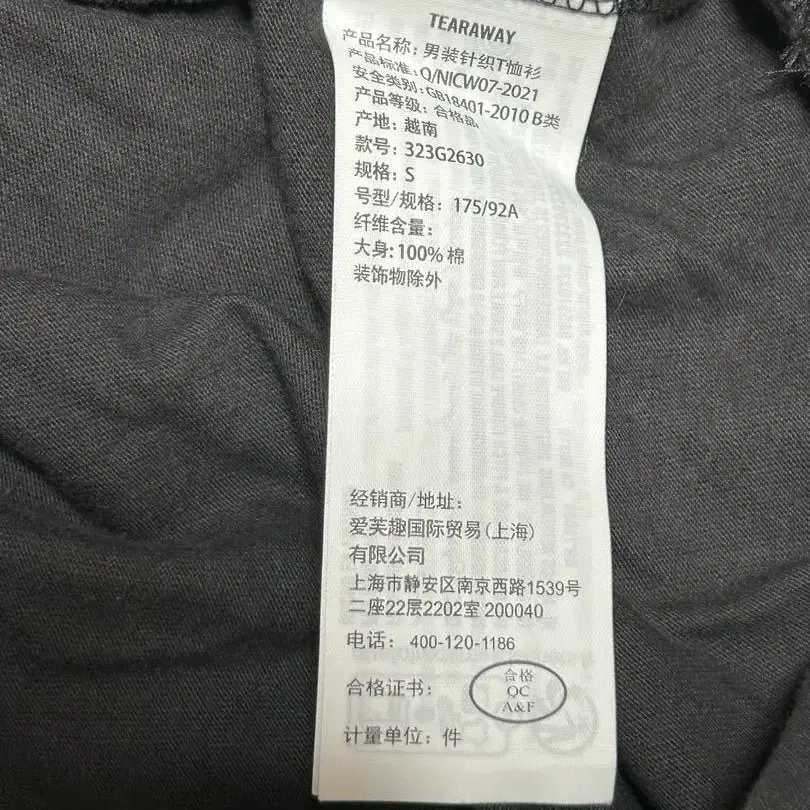 TEARAWAY
产品名称：男装针织T恤衫
产品标准：Q/NICW07-2021
安全类别：GB18401-2010 B类
产品等级：合格品
产地：越南
款号：323G2630
规格：S
号型/规格：175/92A
纤维含量：
大身：100% 棉
装饰物除外
经销商/地址：
爱芙趣国际贸易(上海)
有限公司
上海市静安区南京西路1539号
二座22层2202室 200040
电话：400-120-1186
合格证书：
合格
QC
A&F
计量单位：件